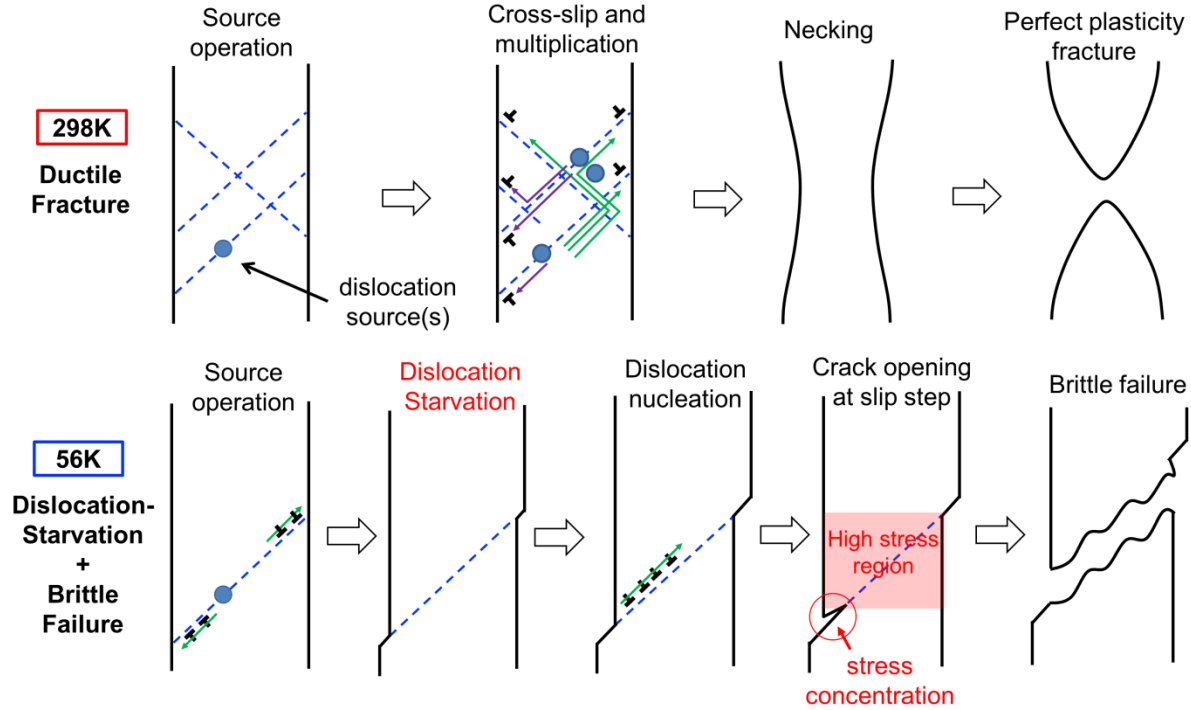 Source
operation
Cross-slip and
multiplication
Necking
Perfect plasticity
fracture
298K
Ductile
Fracture
dislocation
source(s)
Source
operation
Dislocation
Starvation
Dislocation
nucleation
Crack opening
at slip step
Brittle failure
56K
Dislocation-
Starvation
+
Brittle
Failure
High stress
region
stress
concentration